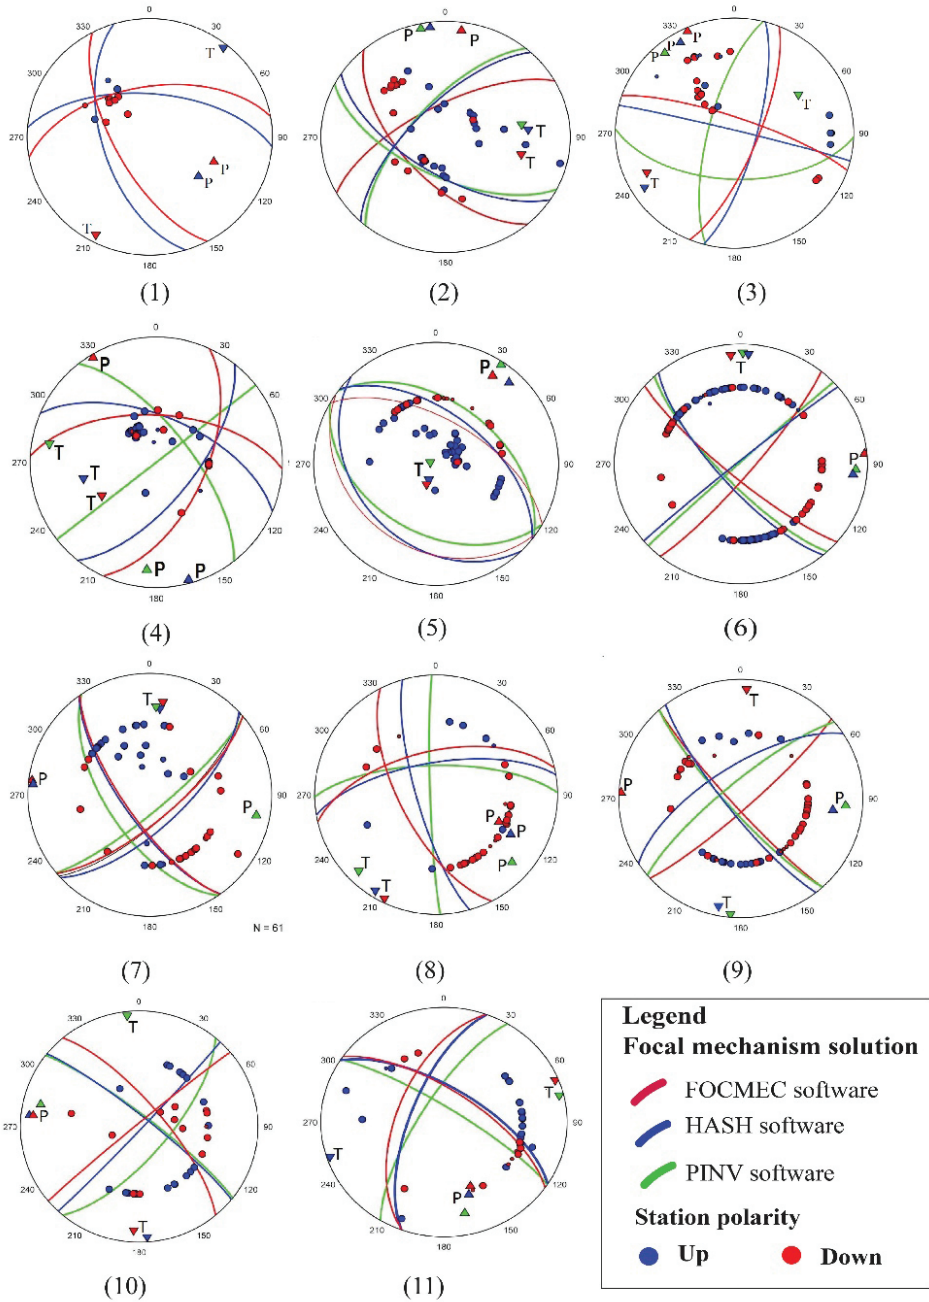 0
330
30
T
300
60
270
90
P
P
240
120
T
210
150
180
(1)
0
330
30
P
P
300
60
T
270
90
T
240
120
210
150
180
(2)
0
330
30
P
P
P
300
60
T
270
90
T
240
120
210
150
180
(3)
0
330
30
P
300
60
T
270
T
T
240
120
210
150
P
P
180
(4)
0
330
30
P
300
60
270
90
T
240
120
210
150
180
(5)
0
330
30
T
300
60
P
270
90
240
120
210
150
180
(6)
0
330
30
T
300
60
P
270
90
P
240
120
210
150
180
N = 61
(7)
0
330
30
300
60
270
90
P
P
240
120
T
P
T
210
150
180
(8)
0
330
30
T
300
60
P
270
90
P
240
120
T
210
150
180
(9)
0
330
30
T
300
60
P
270
90
240
120
T
210
150
180
(10)
0
330
30
300
60
T
270
90
T
240
120
P
210
150
180
(11)
Legend
Focal mechanism solution
FOCMEC software
HASH software
PINV software
Station polarity
Up Down